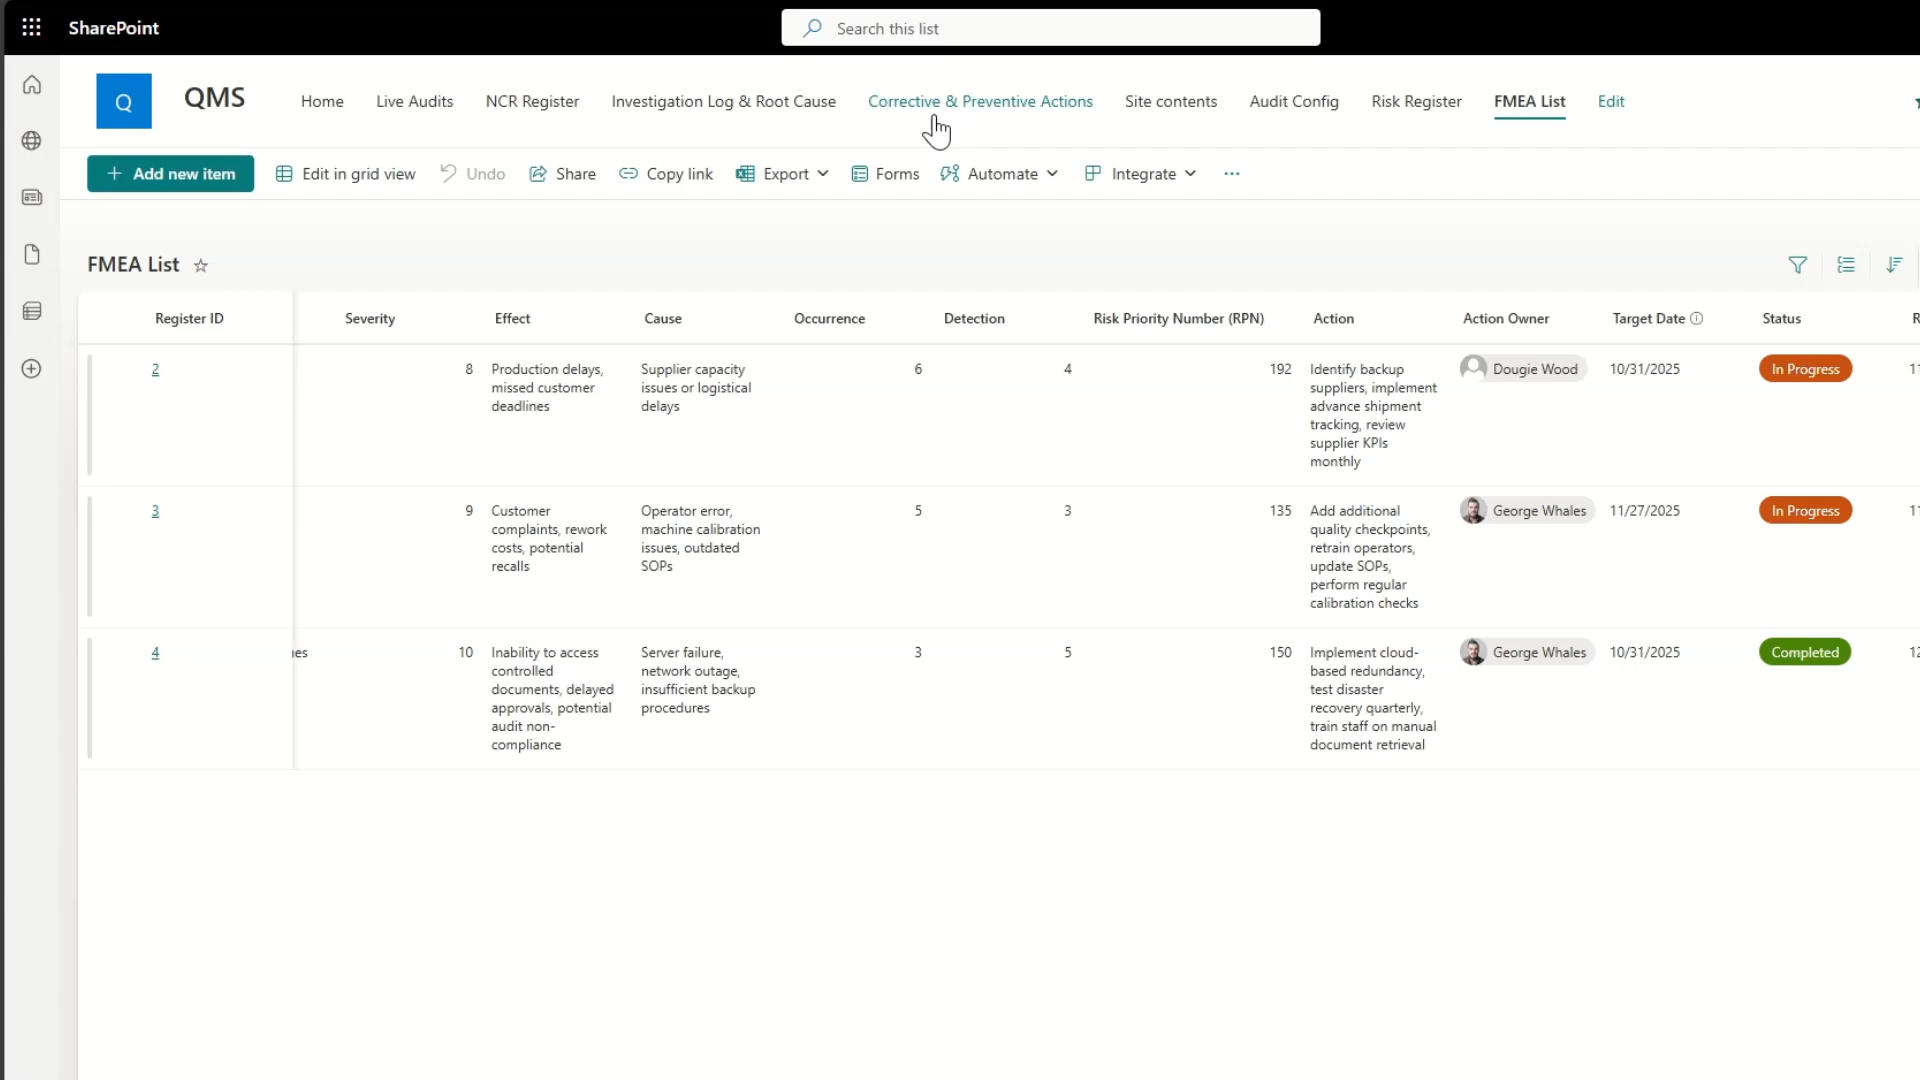 SharePoint
Search this list
Q
QMS
Home
Live Audits
NCR Register
Investigation Log & Root Cause
Corrective & Preventive Actions
Site contents
Audit Config
Risk Register
FMEA List
Edit
Add new item
Edit in grid view
Undo
Share
Copy link
Export
Forms
Automate
Integrate
FMEA List
Register ID
Severity
Effect
Cause
Occurrence
Detection
Risk Priority Number (RPN)
Action
Action Owner
Target Date
Status
2
8
Production delays,
missed customer
deadlines
Supplier capacity
issues or logistical
delays
6
4
192
Identify backup
suppliers, implement
advance shipment
tracking, review
supplier KPIs
monthly
Dougie Wood
10/31/2025
In Progress
3
9
Customer
complaints, rework
costs, potential
recalls
Operator error,
machine calibration
issues, outdated
SOPs
5
3
135
Add additional
quality checkpoints,
retrain operators,
update SOPs,
perform regular
calibration checks
George Whales
11/27/2025
In Progress
4
10
Inability to access
controlled
documents, delayed
approvals, potential
audit non-
compliance
Server failure,
network outage,
insufficient backup
procedures
3
5
150
Implement cloud-
based redundancy,
test disaster
recovery quarterly,
train staff on manual
document retrieval
George Whales
10/31/2025
Completed